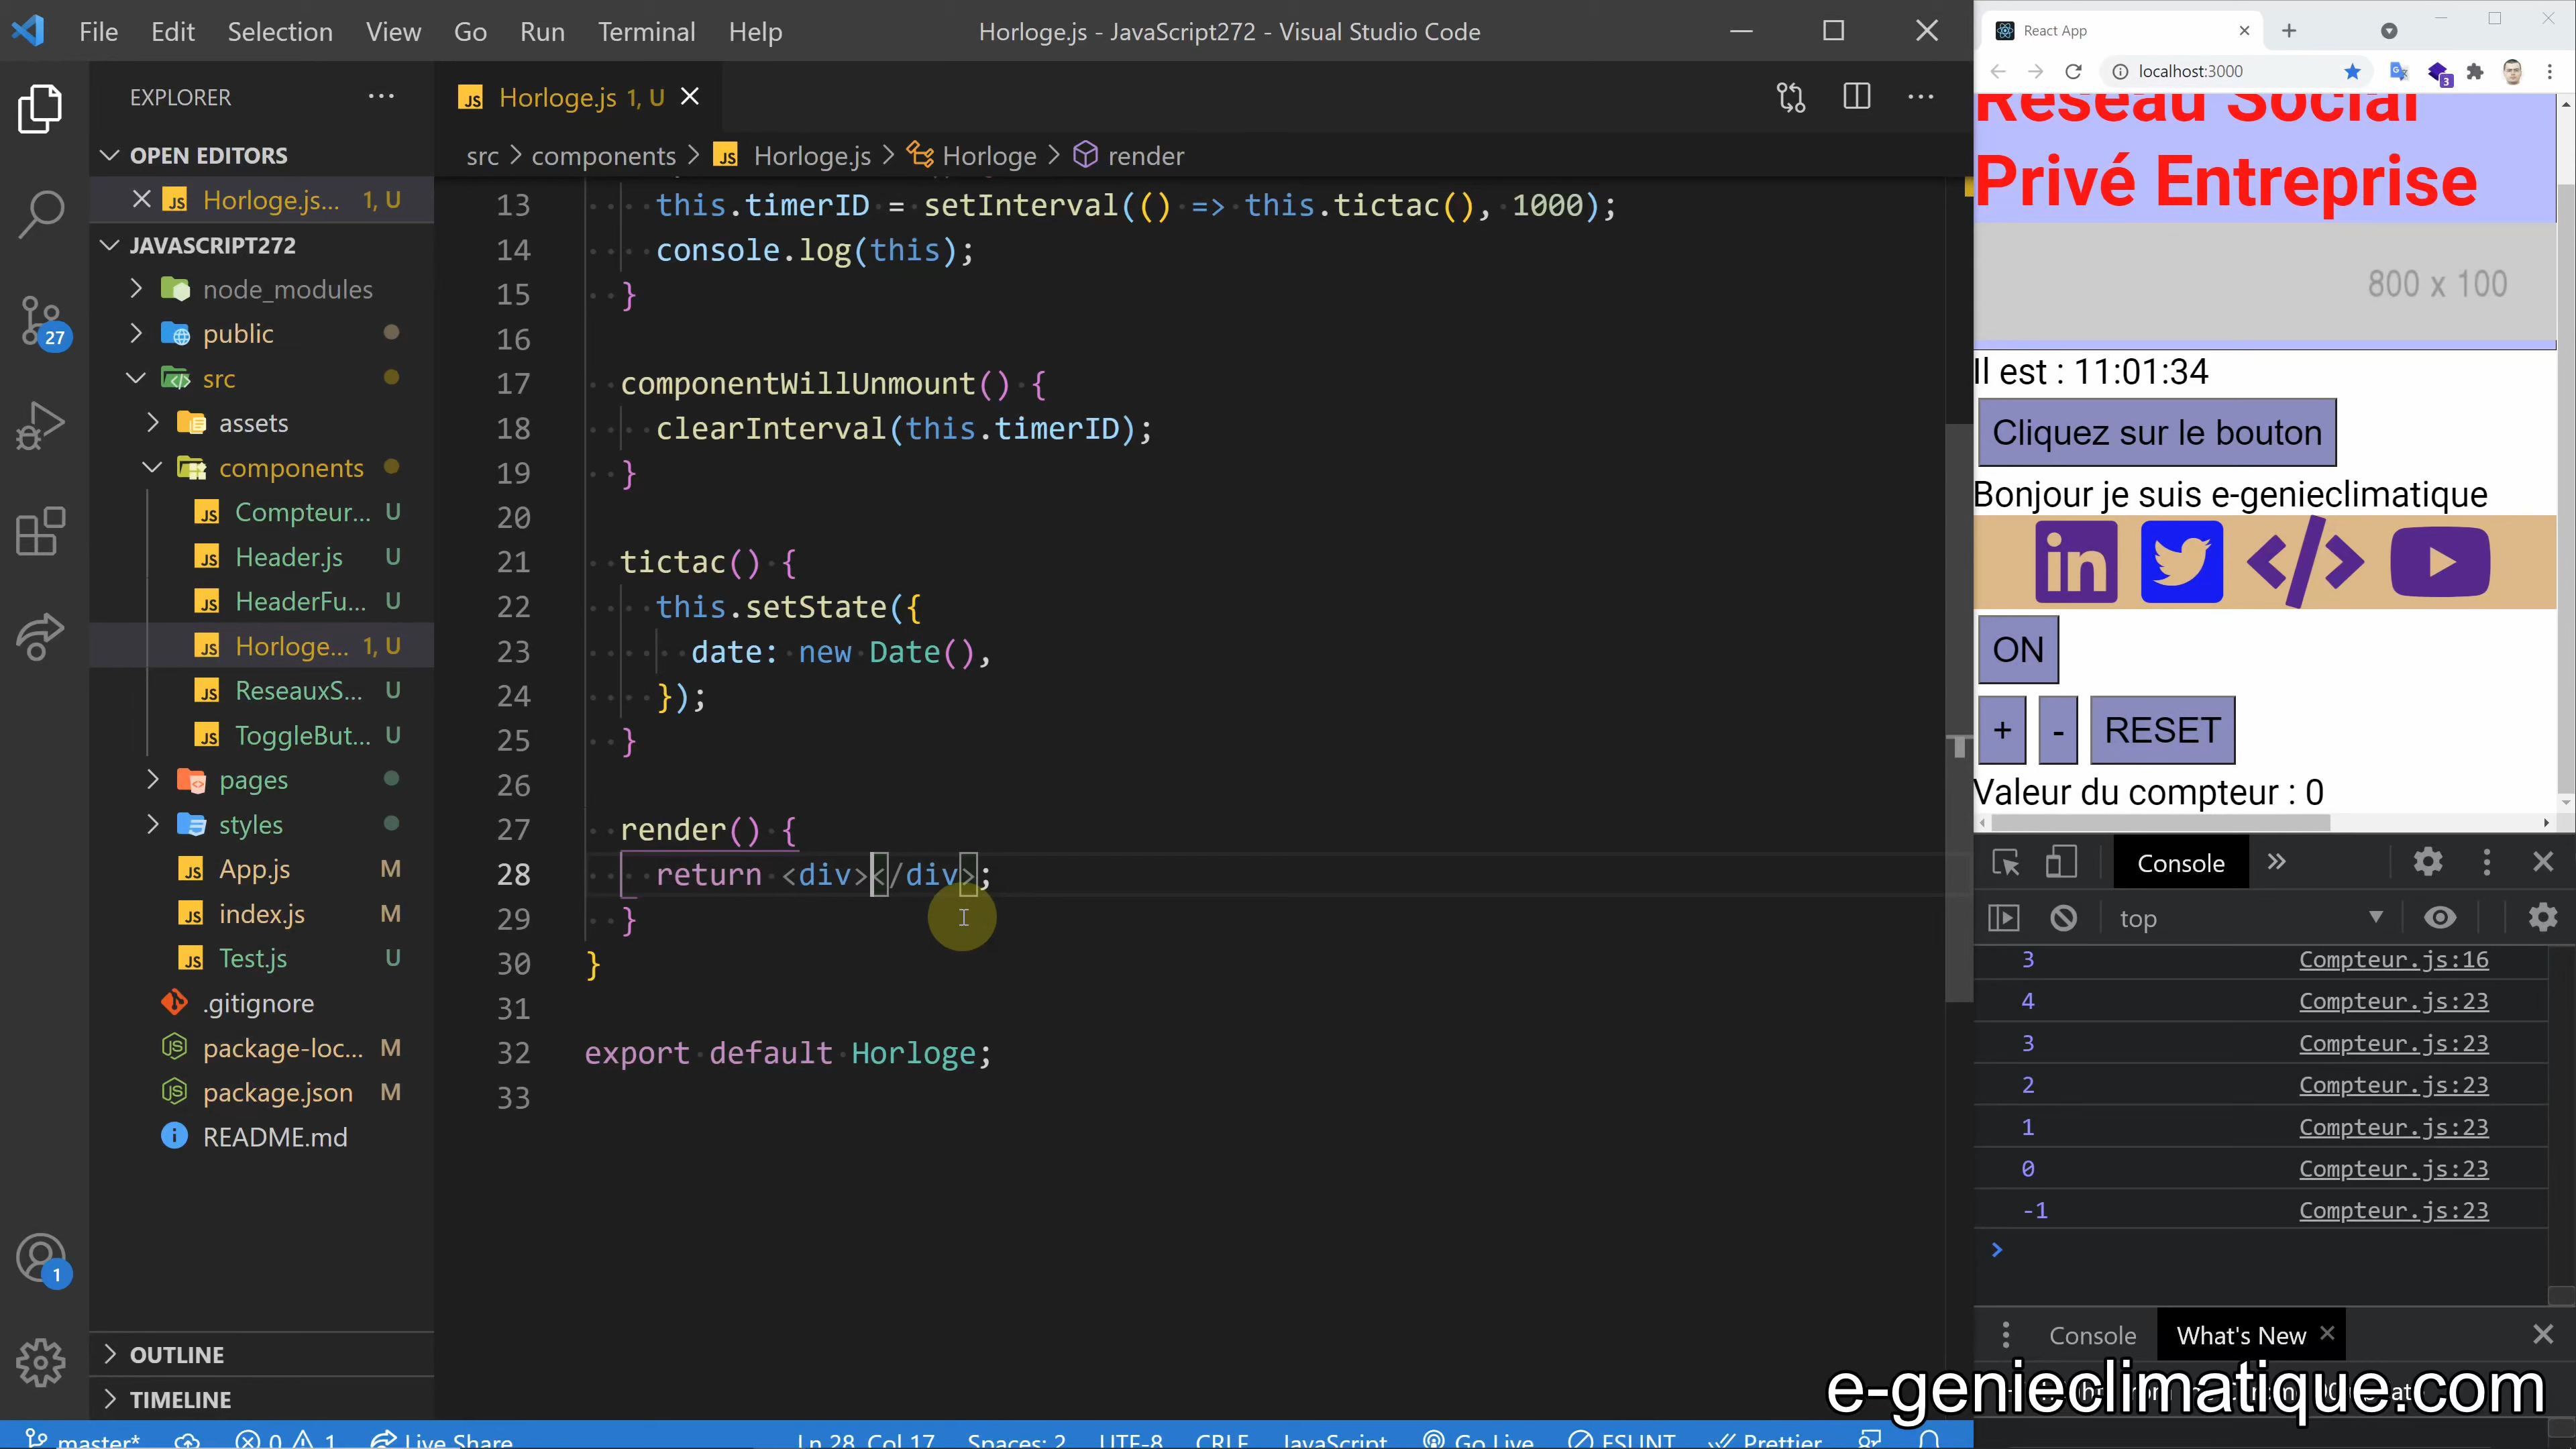 File Edit Selection View Go Run Terminal Help
Horloge.js - JavaScript272 - Visual Studio Code
EXPLORER
OPEN EDITORS
Horloge.js... 1, U
JAVASCRIPT272
node_modules
public
src
assets
components
Compteur... U
Header.js U
HeaderFu... U
Horloge... 1, U
ReseauxS... U
ToggleBut... U
pages
styles
App.js M
index.js M
Test.js U
.gitignore
package-loc... M
package.json M
README.md
OUTLINE
TIMELINE
27
1
Horloge.js 1, U
src > components > Horloge.js > Horloge > render
13 this.timerID = setInterval(() => this.tictac(), 1000);
14 console.log(this);
15 }
16
17 componentWillUnmount() {
18 clearInterval(this.timerID);
19 }
20
21 tictac() {
22 this.setState({
23 date: new Date(),
24 });
25 }
26
27 render() {
28 return <div></div>;
29 }
30 }
31
32 export default Horloge;
33
master* 0 1 Live Share
Ln 28, Col 17 Spaces: 2 UTF-8 CRLF JavaScript Go Live ESLINT Prettier
React App
localhost:3000
3
Réseau Social
Privé Entreprise
800 x 100
Il est : 11:01:34
Cliquez sur le bouton
Bonjour je suis e-genieclimatique
in
ON
+ - RESET
Valeur du compteur : 0
Console
top
3 Compteur.js:16
4 Compteur.js:23
3 Compteur.js:23
2 Compteur.js:23
1 Compteur.js:23
0 Compteur.js:23
-1 Compteur.js:23
Console What's New
e-genieclimatique.com